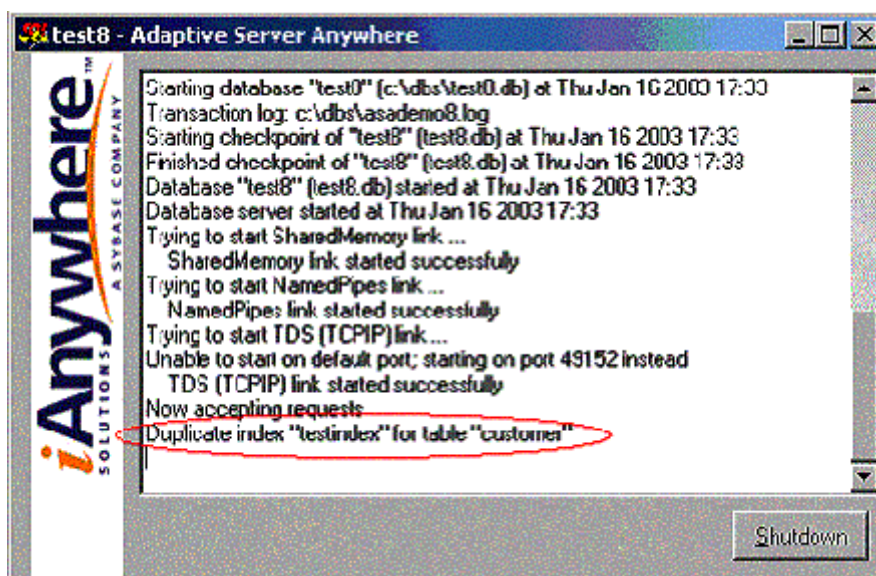 test8 - Adaptive Server Anywhere
iAnywhere™
SOLUTIONS
A SYBASE COMPANY
Starting database "test8" (c:\dbs\test8.db) at Thu Jan 16 2003 17:33
Transaction log: c:\dbs\asademo8.log
Starting checkpoint of "test8" (test8.db) at Thu Jan 16 2003 17:33
Finished checkpoint of "test8" (test8.db) at Thu Jan 16 2003 17:33
Database "test8" (test8.db) started at Thu Jan 16 2003 17:33
Database server started at Thu Jan 16 2003 17:33
Trying to start SharedMemory link ...
SharedMemory link started successfully
Trying to start NamedPipes link ...
NamedPipes link started successfully
Trying to start TDS (TCPIP) link ...
Unable to start on default port; starting on port 49152 instead
TDS (TCPIP) link started successfully
Now accepting requests
Duplicate index "testindex" for table "customer"
Shutdown